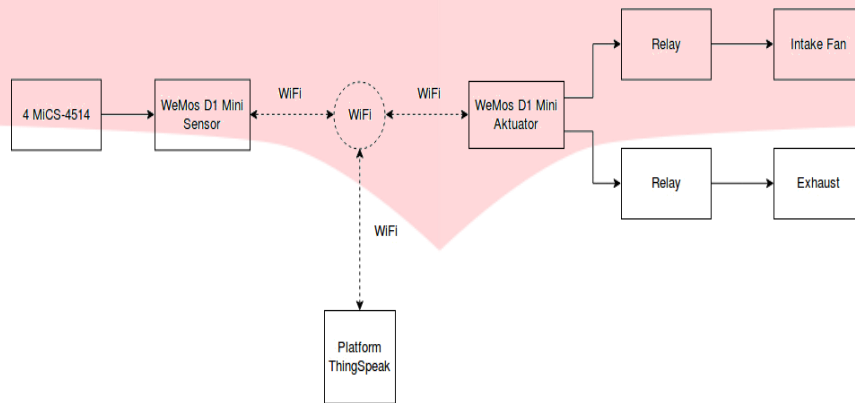 4 MiCS-4514
WeMos D1 Mini
Sensor
WiFi
WiFi
WiFi
WeMos D1 Mini
Aktuator
Relay
Intake Fan
Relay
Exhaust
WiFi
Platform
ThingSpeak